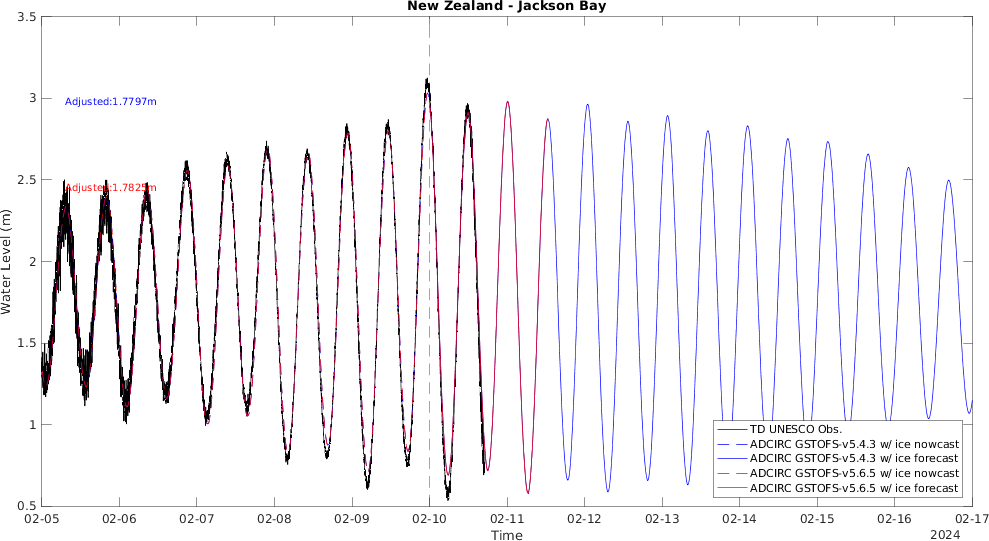 New Zealand - Jackson Bay
3.5
3
2.5
2
1.5
1
0.5
Water Level (m)
Adjusted:1.7797m
Adjusted:1.7825m
TD UNESCO Obs.
ADCIRC GSTOFS-v5.4.3 w/ ice nowcast
ADCIRC GSTOFS-v5.4.3 w/ ice forecast
ADCIRC GSTOFS-v5.6.5 w/ ice nowcast
ADCIRC GSTOFS-v5.6.5 w/ ice forecast
02-05 02-06 02-07 02-08 02-09 02-10 02-11 02-12 02-13 02-14 02-15 02-16 02-17
Time
2024